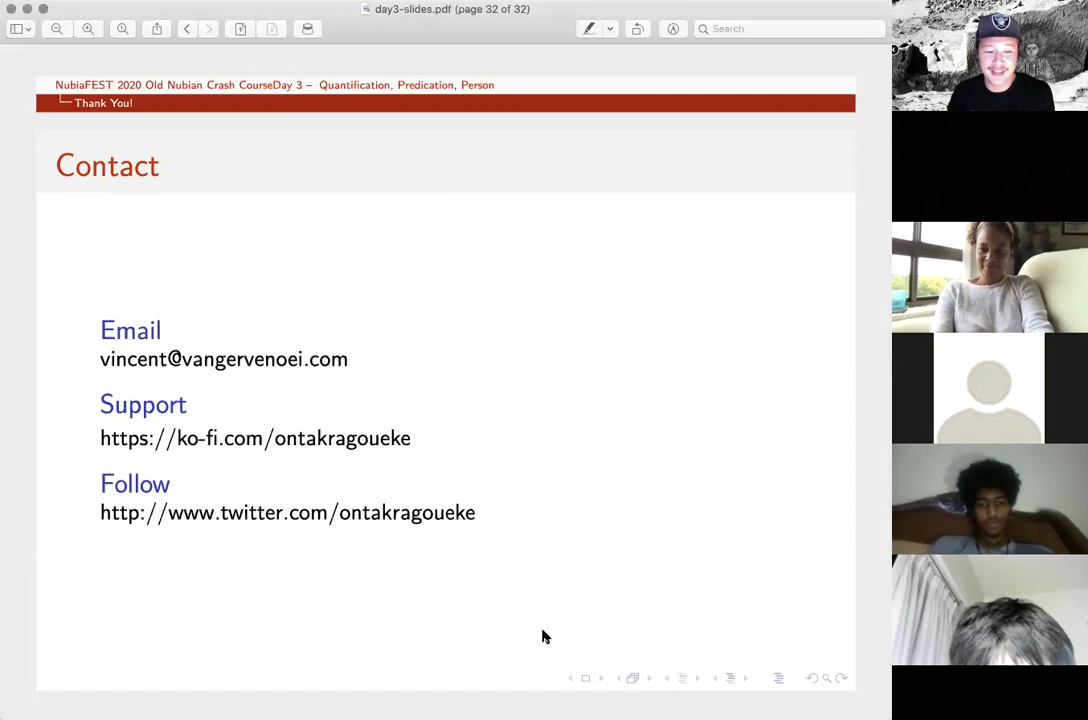 day3-slides.pdf (page 32 of 32)
Search
NubiaFEST 2020 Old Nubian Crash CourseDay 3 – Quantification, Predication, Person
Thank You!
Contact
Email
vincent@vangervenoei.com
Support
https://ko-fi.com/ontakragoueke
Follow
http://www.twitter.com/ontakragoueke